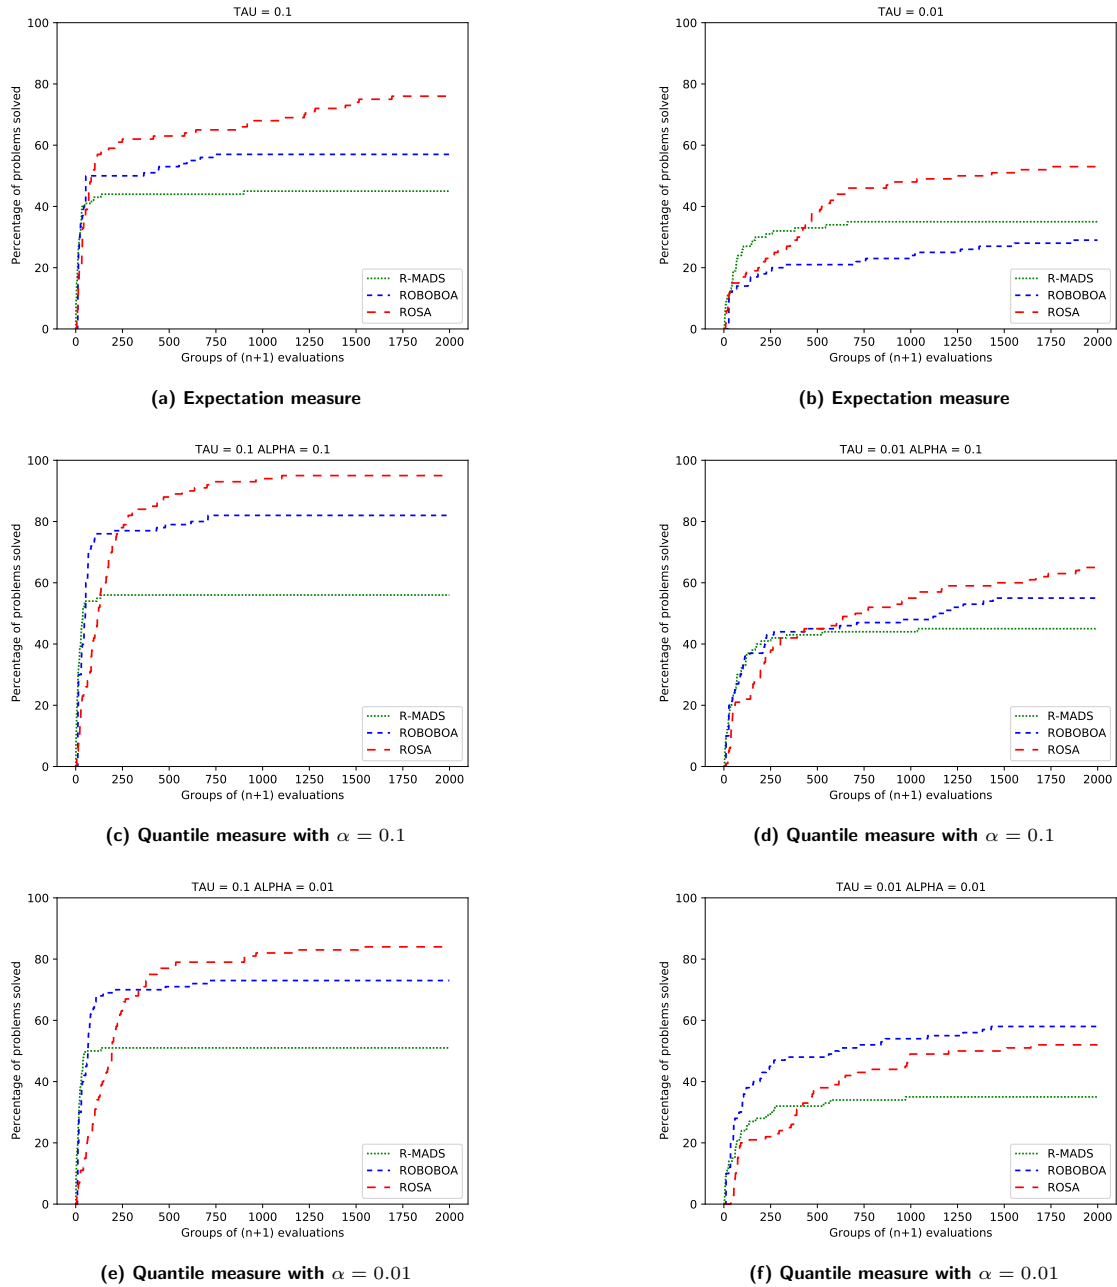 TAU = 0.1
100
80
60
40
20
0
Percentage of problems solved
R-MADS
ROBOBOA
ROSA
0 250 500 750 1000 1250 1500 1750 2000
Groups of (n+1) evaluations
(a) Expectation measure
TAU = 0.01
100
80
60
40
20
0
Percentage of problems solved
R-MADS
ROBOBOA
ROSA
0 250 500 750 1000 1250 1500 1750 2000
Groups of (n+1) evaluations
(b) Expectation measure
TAU = 0.1 ALPHA = 0.1
100
80
60
40
20
0
Percentage of problems solved
R-MADS
ROBOBOA
ROSA
0 250 500 750 1000 1250 1500 1750 2000
Groups of (n+1) evaluations
(c) Quantile measure with α = 0.1
TAU = 0.01 ALPHA = 0.1
100
80
60
40
20
0
Percentage of problems solved
R-MADS
ROBOBOA
ROSA
0 250 500 750 1000 1250 1500 1750 2000
Groups of (n+1) evaluations
(d) Quantile measure with α = 0.1
TAU = 0.1 ALPHA = 0.01
100
80
60
40
20
0
Percentage of problems solved
R-MADS
ROBOBOA
ROSA
0 250 500 750 1000 1250 1500 1750 2000
Groups of (n+1) evaluations
(e) Quantile measure with α = 0.01
TAU = 0.01 ALPHA = 0.01
100
80
60
40
20
0
Percentage of problems solved
R-MADS
ROBOBOA
ROSA
0 250 500 750 1000 1250 1500 1750 2000
Groups of (n+1) evaluations
(f) Quantile measure with α = 0.01